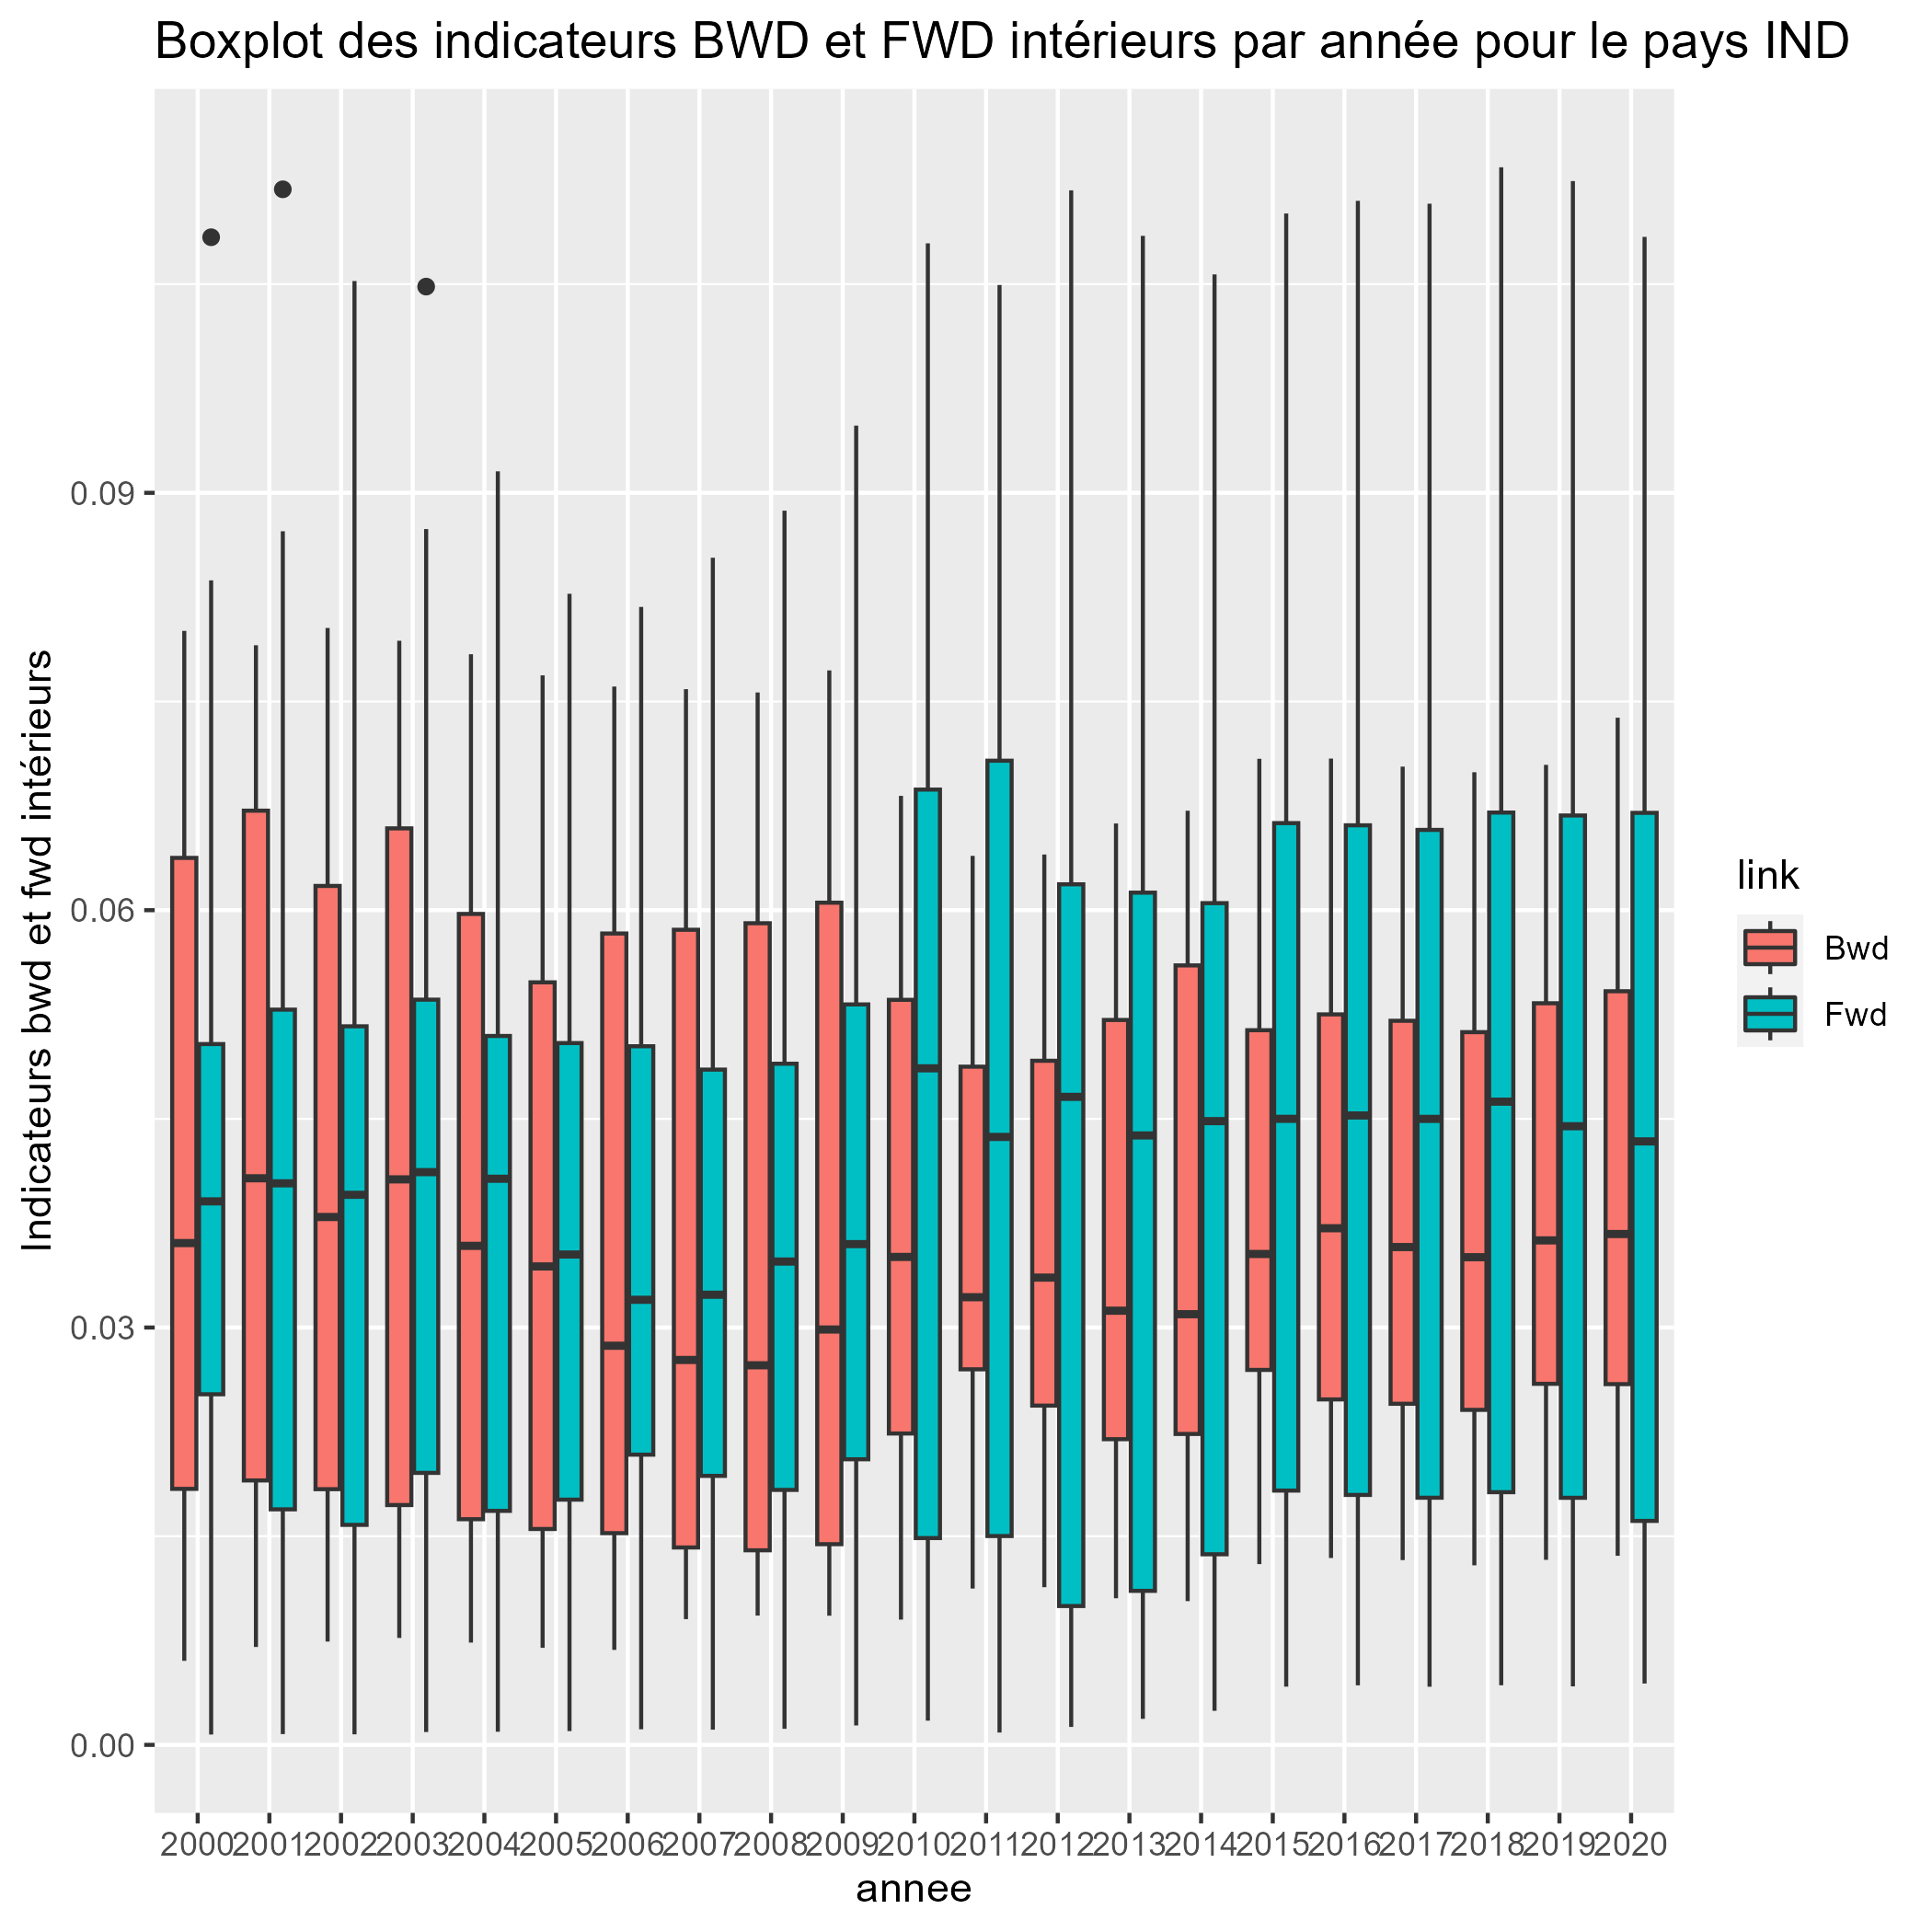 Boxplot des indicateurs BWD et FWD intérieurs par année pour le pays IND
Indicateurs bwd et fwd intérieurs
0.09
0.06
0.03
0.00
2000 2001 2002 2003 2004 2005 2006 2007 2008 2009 2010 2011 2012 2013 2014 2015 2016 2017 2018 2019 2020
annee
link
Bwd
Fwd